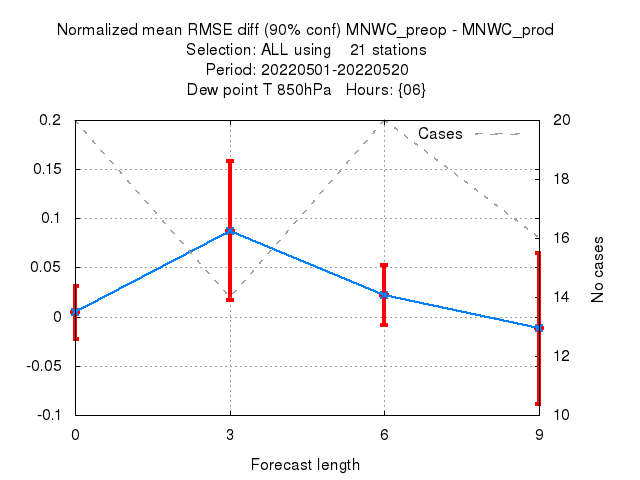 Normalized mean RMSE diff (90% conf) MNWC_preop - MNWC_prod
Selection: ALL using    21 stations
Period: 20220501-20220520
Dew point T 850hPa   Hours: {06}
Cases
0.2
0.15
0.1
0.05
0
-0.05
-0.1
20
18
16
14
12
10
No cases
0 3 6 9
Forecast length